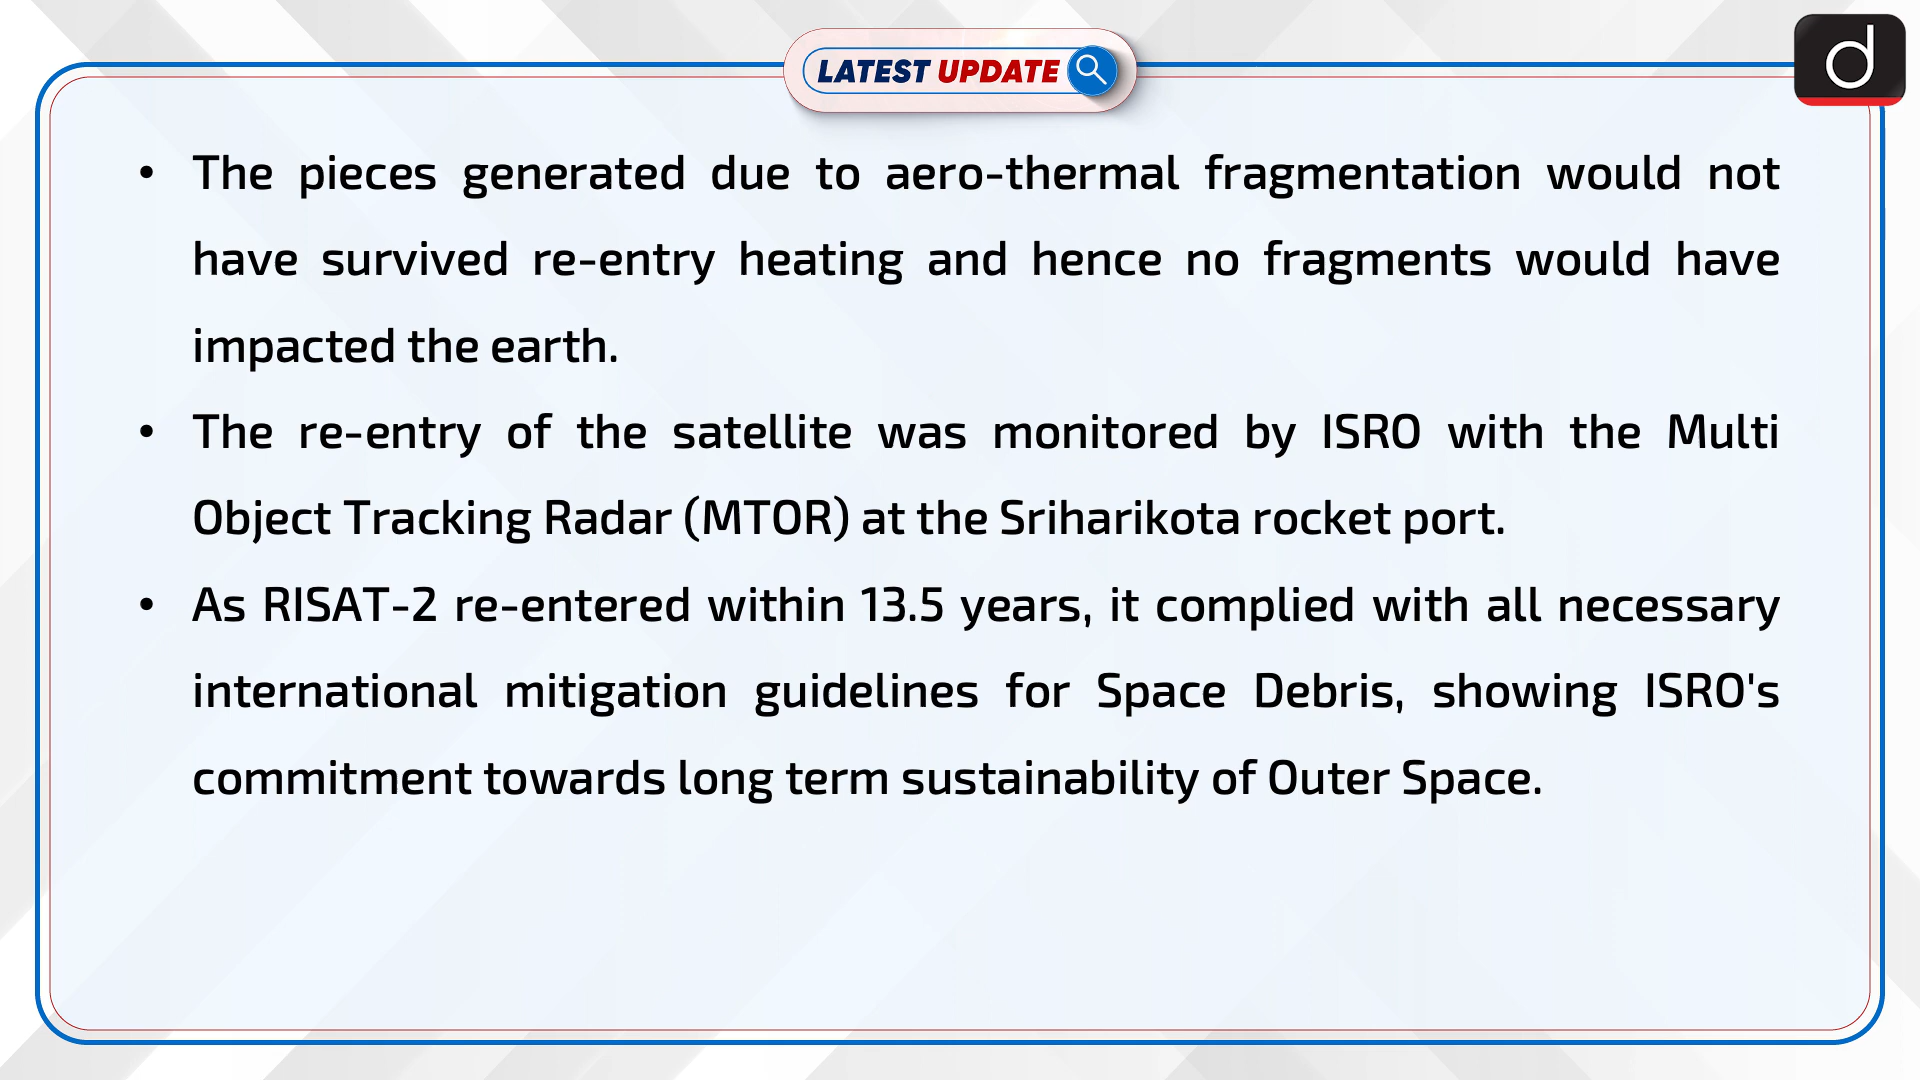 LATEST UPDATE
d
• The pieces generated due to aero-thermal fragmentation would not
have survived re-entry heating and hence no fragments would have
impacted the earth.
• The re-entry of the satellite was monitored by ISRO with the Multi
Object Tracking Radar (MTOR) at the Sriharikota rocket port.
• As RISAT-2 re-entered within 13.5 years, it complied with all necessary
international mitigation guidelines for Space Debris, showing ISRO's
commitment towards long term sustainability of Outer Space.